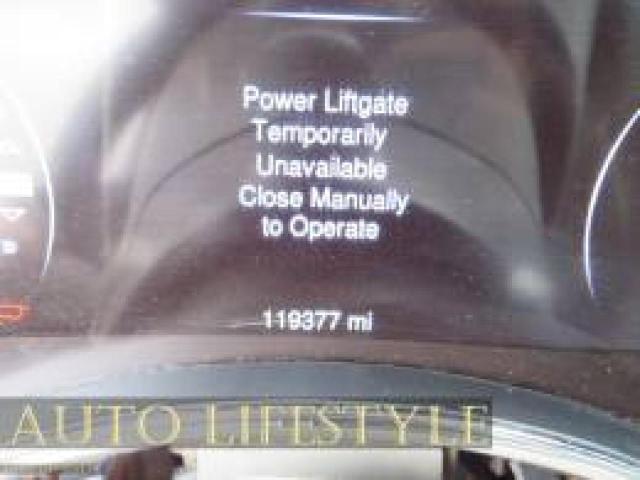 Power Liftgate
Temporarily
Unavailable
Close Manually
to Operate
119377 mi
AUTO LIFESTYLE